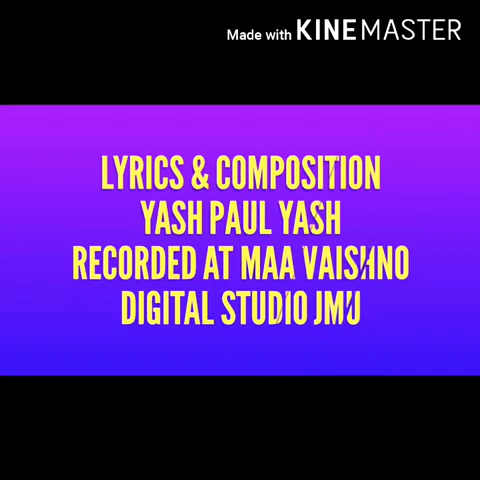 Made with KINEMASTER
LYRICS & COMPOSITION
YASH PAUL YASH
RECORDED AT MAA VAISHNO
DIGITAL STUDIO JMU